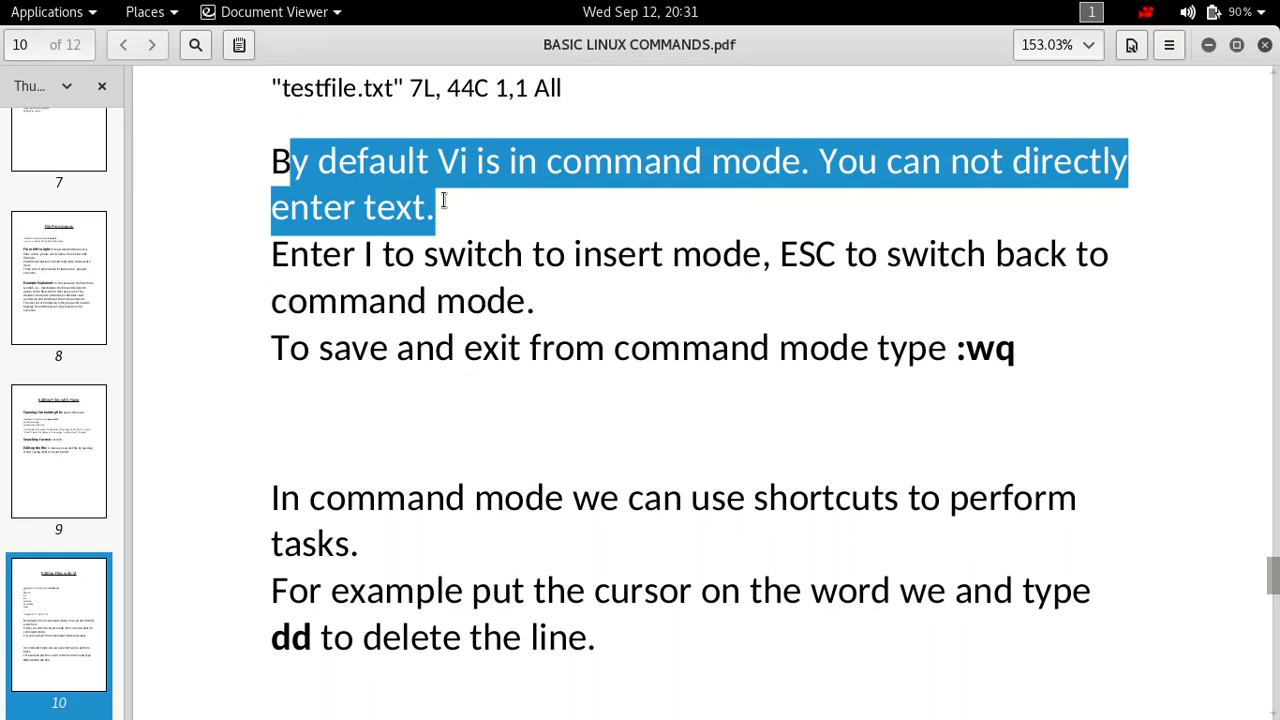 Applications Places Document Viewer Wed Sep 12, 20:31 1 90%
10 of 12 BASIC LINUX COMMANDS.pdf 153.03%
Thu...
7
8
9
10
"testfile.txt" 7L, 44C 1,1 All
By default Vi is in command mode. You can not directly
enter text.
Enter I to switch to insert mode, ESC to switch back to
command mode.
To save and exit from command mode type :wq
In command mode we can use shortcuts to perform
tasks.
For example put the cursor on the word we and type
dd to delete the line.